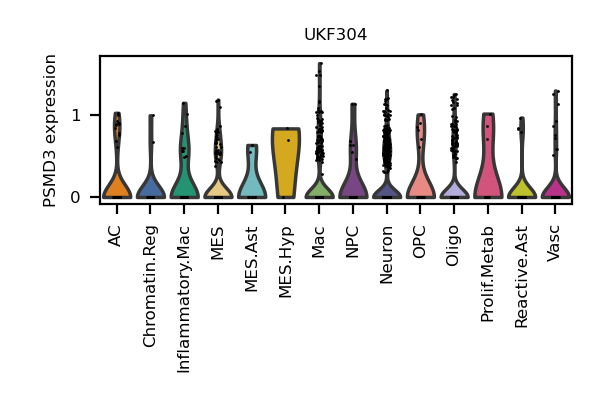 UKF304
PSMD3 expression
1
0
AC
Chromatin.Reg
Inflammatory.Mac
MES
MES.Ast
MES.Hyp
Mac
NPC
Neuron
OPC
Oligo
Prolif.Metab
Reactive.Ast
Vasc